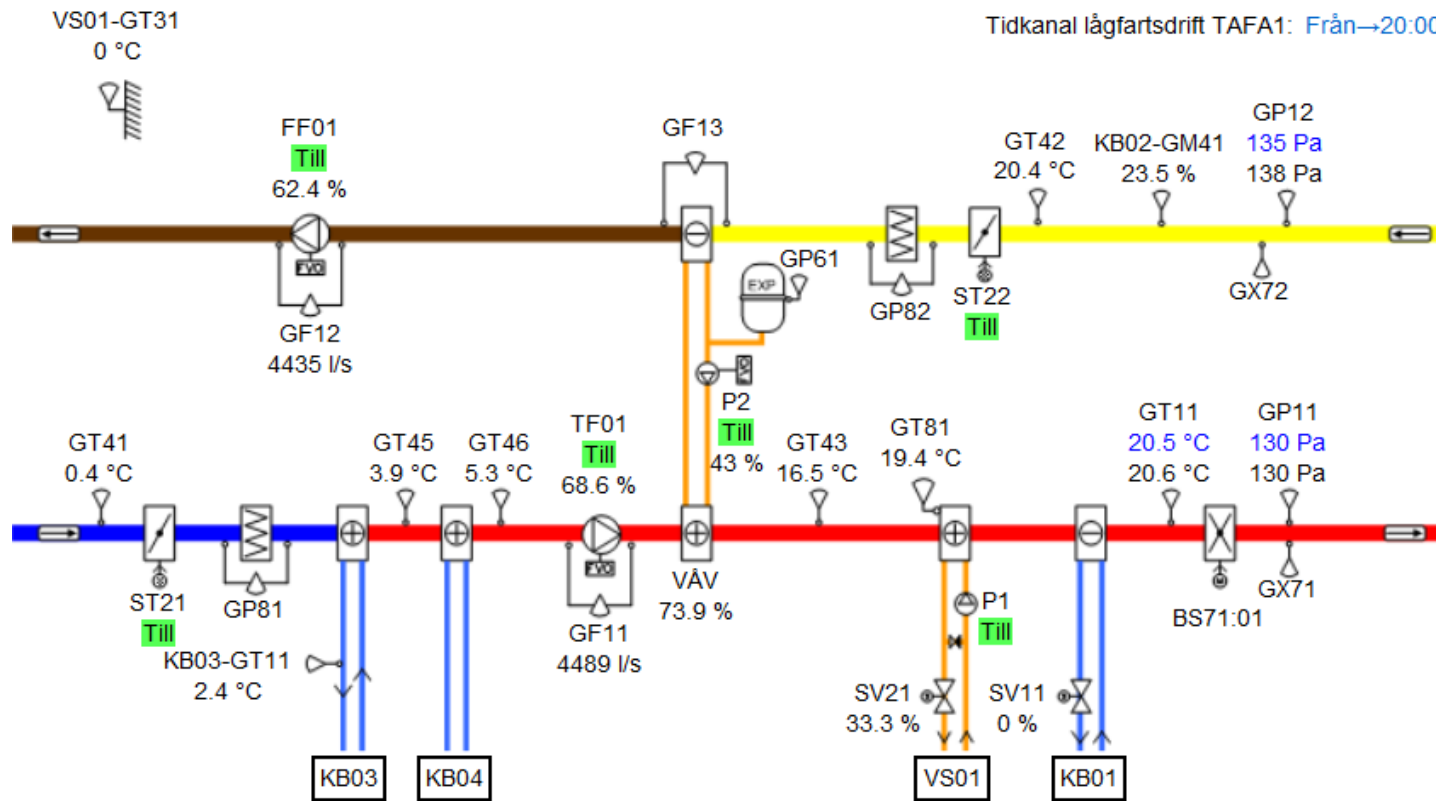 VS01-GT31
0 °C
Tidkanal lågfartsdrift TAFA1: Från→20:00
FF01
Till
62.4 %
GF13
GT42
20.4 °C
KB02-GM41
23.5 %
GP12
135 Pa
138 Pa
FVO
GF12
4435 l/s
EXP
GP61
GP82
ST22
Till
GX72
FVO
P2
Till
43 %
GT41
0.4 °C
GT45
3.9 °C
GT46
5.3 °C
TF01
Till
68.6 %
GT43
16.5 °C
GT81
19.4 °C
GT11
20.5 °C
20.6 °C
GP11
130 Pa
130 Pa
FVO
ST21
Till
GP81
KB03-GT11
2.4 °C
GF11
4489 l/s
VÅV
73.9 %
P1
Till
SV21
33.3 %
SV11
0 %
M
BS71:01
GX71
KB03
KB04
VS01
KB01